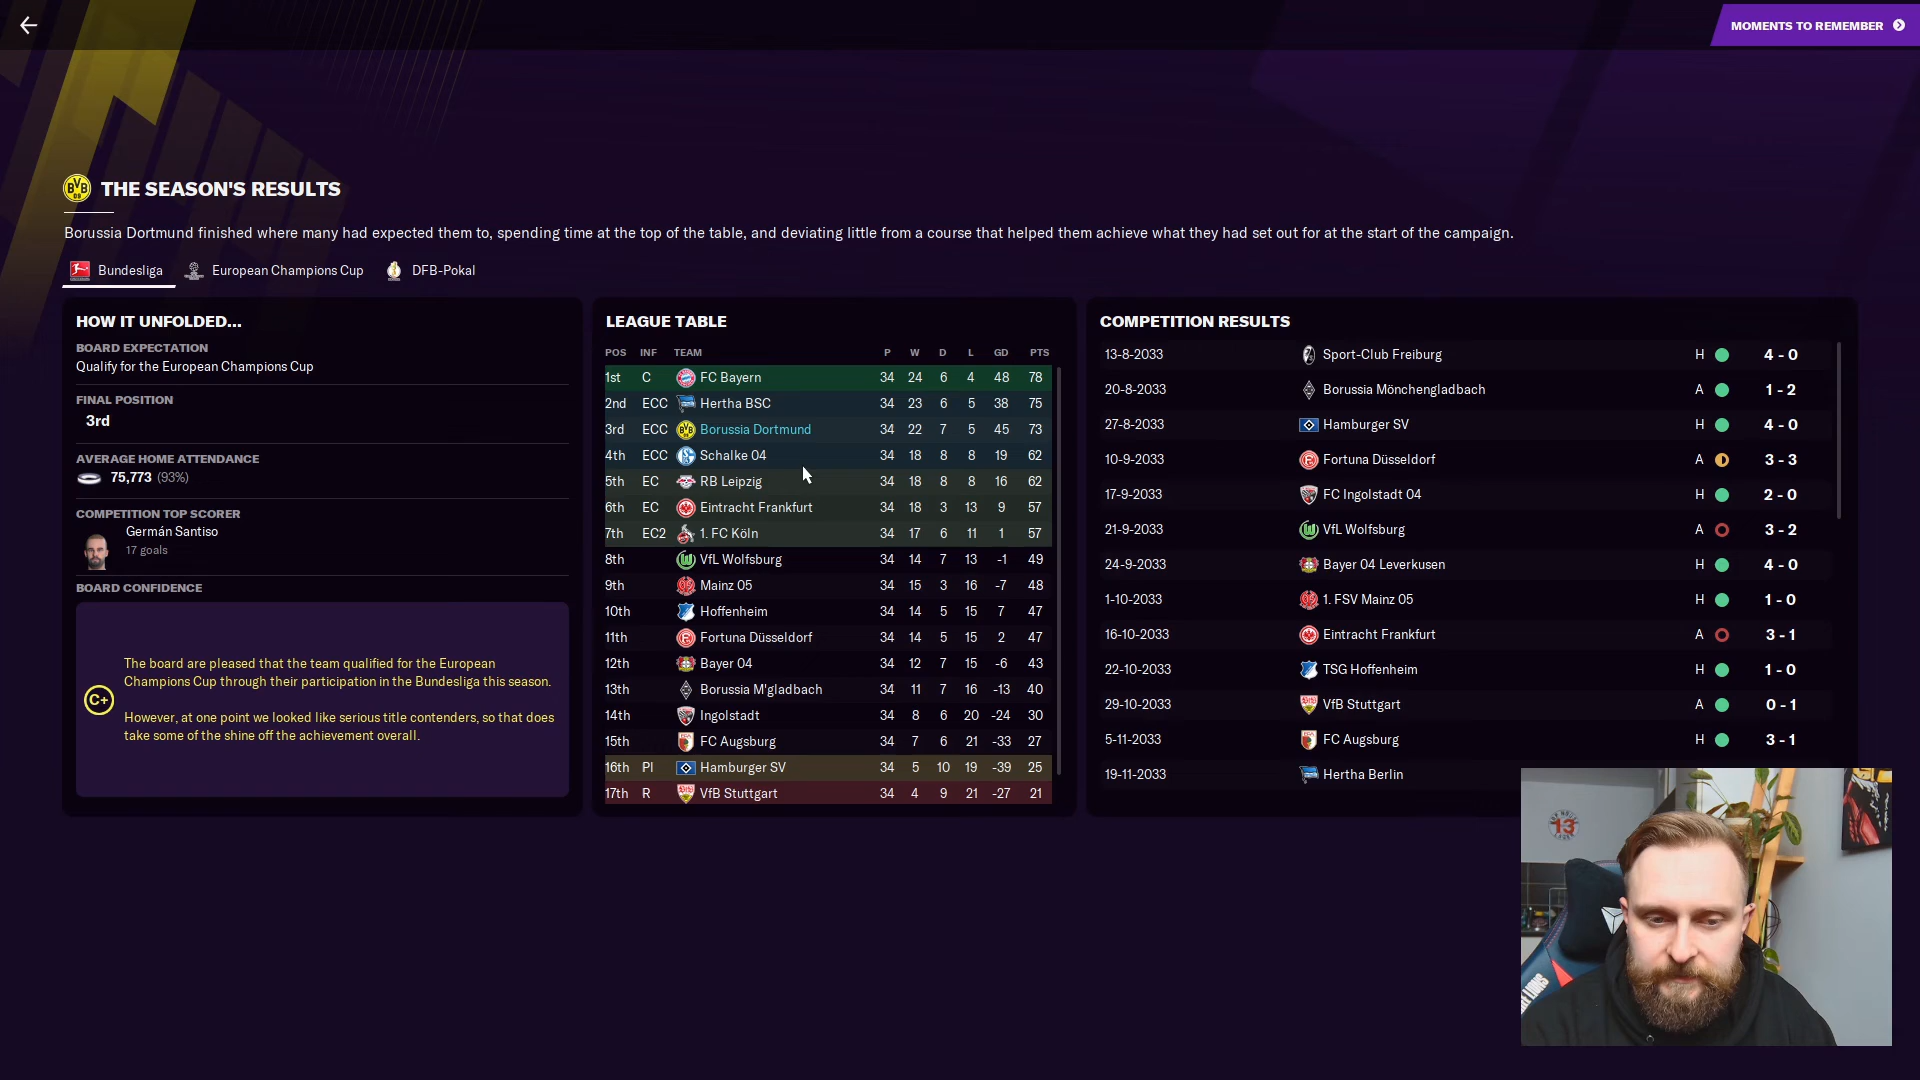 MOMENTS TO REMEMBER
THE SEASON'S RESULTS
Borussia Dortmund finished where many had expected them to, spending time at the top of the table, and deviating little from a course that helped them achieve what they had set out for at the start of the campaign.
Bundesliga European Champions Cup DFB-Pokal
HOW IT UNFOLDED...
BOARD EXPECTATION
Qualify for the European Champions Cup
FINAL POSITION
3rd
AVERAGE HOME ATTENDANCE
75,773 (93%)
COMPETITION TOP SCORER
Germán Santiso
17 goals
BOARD CONFIDENCE
C+
The board are pleased that the team qualified for the European
Champions Cup through their participation in the Bundesliga this season.
However, at one point we looked like serious title contenders, so that does
take some of the shine off the achievement overall.
LEAGUE TABLE
POS INF TEAM P W D L GD PTS
1st C FC Bayern 34 24 6 4 48 78
2nd ECC Hertha BSC 34 23 6 5 38 75
3rd ECC Borussia Dortmund 34 22 7 5 45 73
4th ECC Schalke 04 34 18 8 8 19 62
5th EC RB Leipzig 34 18 8 8 16 62
6th EC Eintracht Frankfurt 34 18 3 13 9 57
7th EC2 1. FC Köln 34 17 6 11 1 57
8th VfL Wolfsburg 34 14 7 13 -1 49
9th Mainz 05 34 15 3 16 -7 48
10th Hoffenheim 34 14 5 15 7 47
11th Fortuna Düsseldorf 34 14 5 15 2 47
12th Bayer 04 34 12 7 15 -6 43
13th Borussia M'gladbach 34 11 7 16 -13 40
14th Ingolstadt 34 8 6 20 -24 30
15th FC Augsburg 34 7 6 21 -33 27
16th Pl Hamburger SV 34 5 10 19 -39 25
17th R VfB Stuttgart 34 4 9 21 -27 21
COMPETITION RESULTS
13-8-2033 Sport-Club Freiburg H 4 - 0
20-8-2033 Borussia Mönchengladbach A 1 - 2
27-8-2033 Hamburger SV H 4 - 0
10-9-2033 Fortuna Düsseldorf A 3 - 3
17-9-2033 FC Ingolstadt 04 H 2 - 0
21-9-2033 VfL Wolfsburg A 3 - 2
24-9-2033 Bayer 04 Leverkusen H 4 - 0
1-10-2033 1. FSV Mainz 05 H 1 - 0
16-10-2033 Eintracht Frankfurt A 3 - 1
22-10-2033 TSG Hoffenheim H 1 - 0
29-10-2033 VfB Stuttgart A 0 - 1
5-11-2033 FC Augsburg H 3 - 1
19-11-2033 Hertha Berlin
13